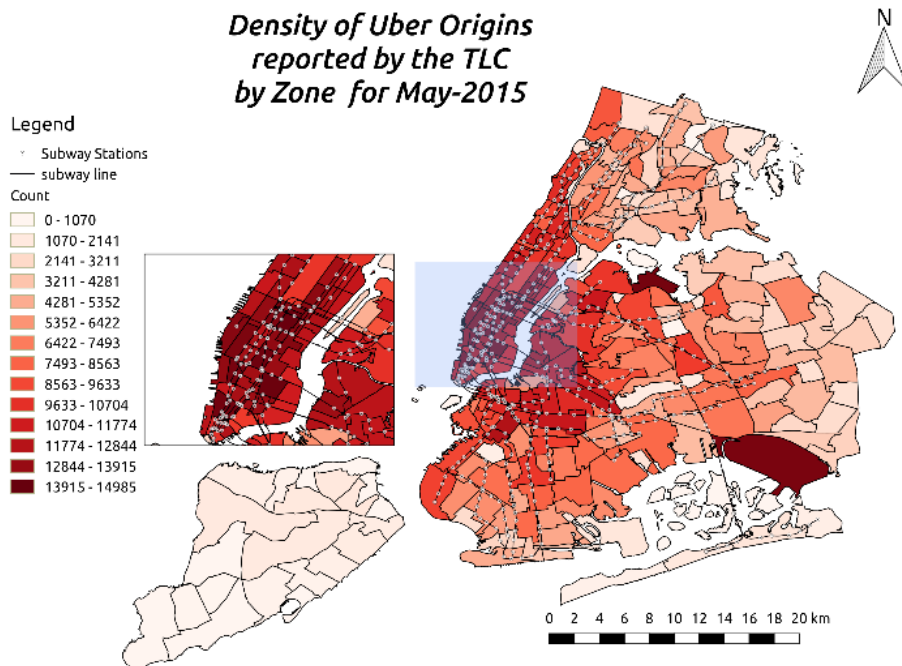 Density of Uber Origins
reported by the TLC
by Zone for May-2015
N
Legend
Subway Stations
subway line
Count
0 - 1070
1070 - 2141
2141 - 3211
3211 - 4281
4281 - 5352
5352 - 6422
6422 - 7493
7493 - 8563
8563 - 9633
9633 - 10704
10704 - 11774
11774 - 12844
12844 - 13915
13915 - 14985
0 2 4 6 8 10 12 14 16 18 20 km